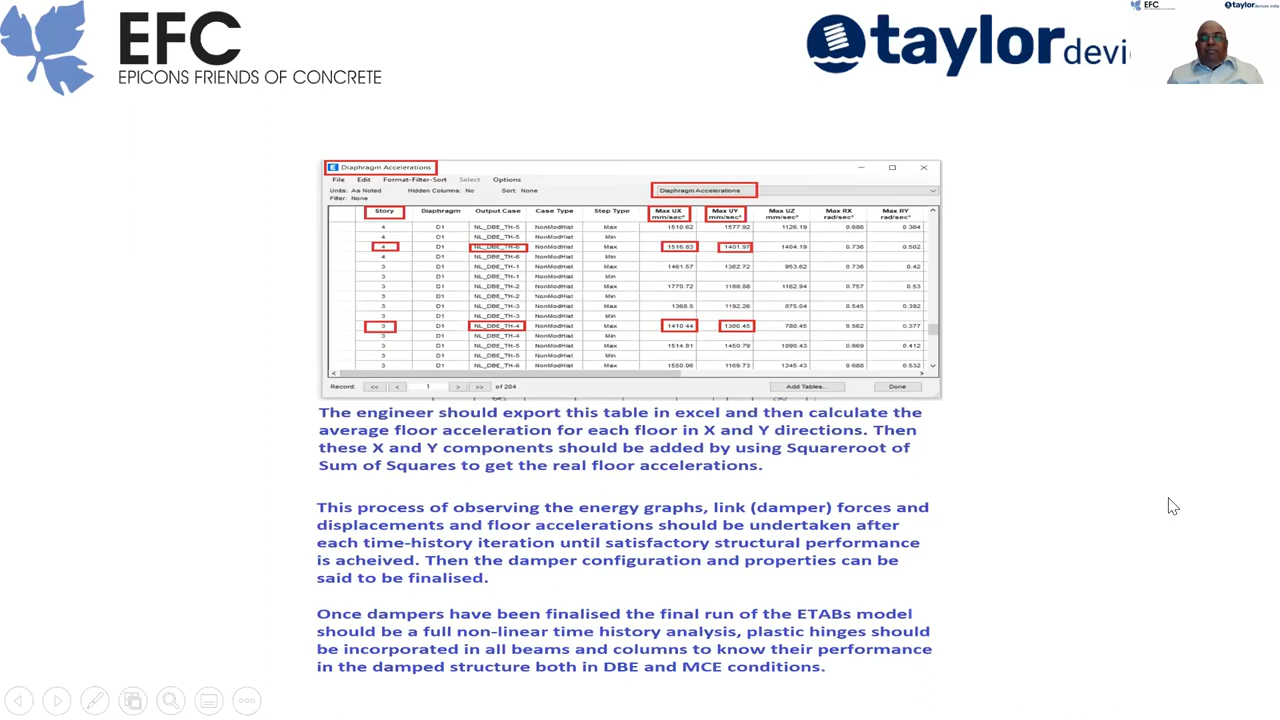 EFC
EPICONS FRIENDS OF CONCRETE
taylor devi
EFC
taylor devices india
Diaphragm Accelerations
File Edit Format-Filter-Sort Select Options
Units: As Noted Hidden Columns: No Sort: None Diaphragm Accelerations
Filter: None
Story Diaphragm Output Case Case Type Step Type Max UX mm/sec² Max UY mm/sec² Max UZ mm/sec² Max RX rad/sec² Max RY rad/sec²
4 D1 NL_DBE_TH-5 NonModHist Max 1510.62 1577.92 1126.19 0.686 0.384
4 D1 NL_DBE_TH-5 NonModHist Min
4 D1 NL_DBE_TH-6 NonModHist Max 1516.83 1401.97 1404.19 0.736 0.502
4 D1 NL_DBE_TH-6 NonModHist Min
3 D1 NL_DBE_TH-1 NonModHist Max 1461.57 1362.72 953.62 0.736 0.42
3 D1 NL_DBE_TH-1 NonModHist Min
3 D1 NL_DBE_TH-2 NonModHist Max 1770.72 1189.88 1162.94 0.757 0.53
3 D1 NL_DBE_TH-2 NonModHist Min
3 D1 NL_DBE_TH-3 NonModHist Max 1368.5 1192.26 875.04 0.545 0.392
3 D1 NL_DBE_TH-3 NonModHist Min
3 D1 NL_DBE_TH-4 NonModHist Max 1410.44 1386.45 780.45 0.562 0.377
3 D1 NL_DBE_TH-4 NonModHist Min
3 D1 NL_DBE_TH-5 NonModHist Max 1514.81 1450.79 1090.43 0.669 0.412
3 D1 NL_DBE_TH-5 NonModHist Min
3 D1 NL_DBE_TH-6 NonModHist Max 1550.06 1169.73 1345.43 0.688 0.532
Record: << < 1 > >> of 204 Add Tables... Done
The engineer should export this table in excel and then calculate the
average floor acceleration for each floor in X and Y directions. Then
these X and Y components should be added by using Squareroot of
Sum of Squares to get the real floor accelerations.
This process of observing the energy graphs, link (damper) forces and
displacements and floor accelerations should be undertaken after
each time-history iteration until satisfactory structural performance
is acheived. Then the damper configuration and properties can be
said to be finalised.
Once dampers have been finalised the final run of the ETABs model
should be a full non-linear time history analysis, plastic hinges should
be incorporated in all beams and columns to know their performance
in the damped structure both in DBE and MCE conditions.